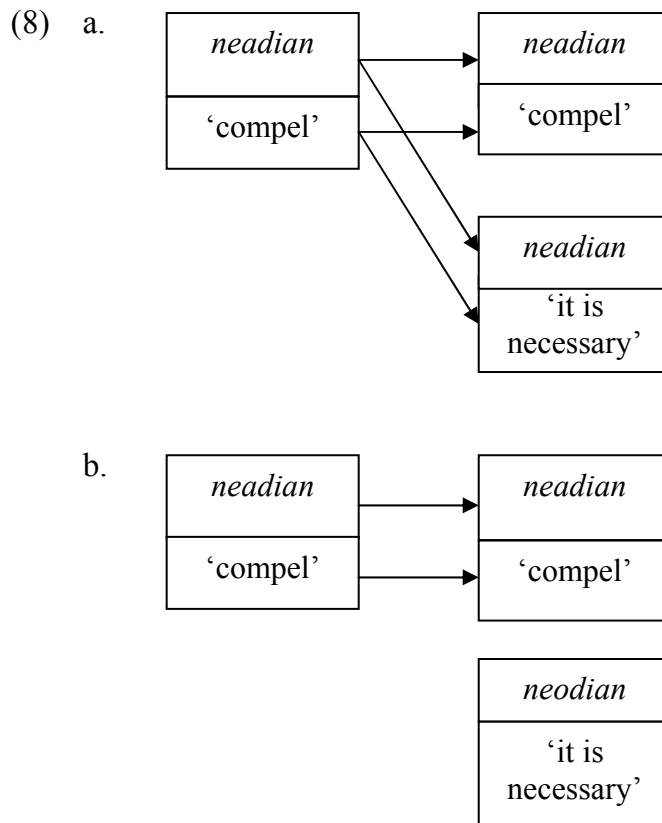 (8) a.
neadian neadian
‘compel’ ‘compel’
neadian
‘it is
necessary’
b.
neadian neadian
‘compel’ ‘compel’
neodian
‘it is
necessary’